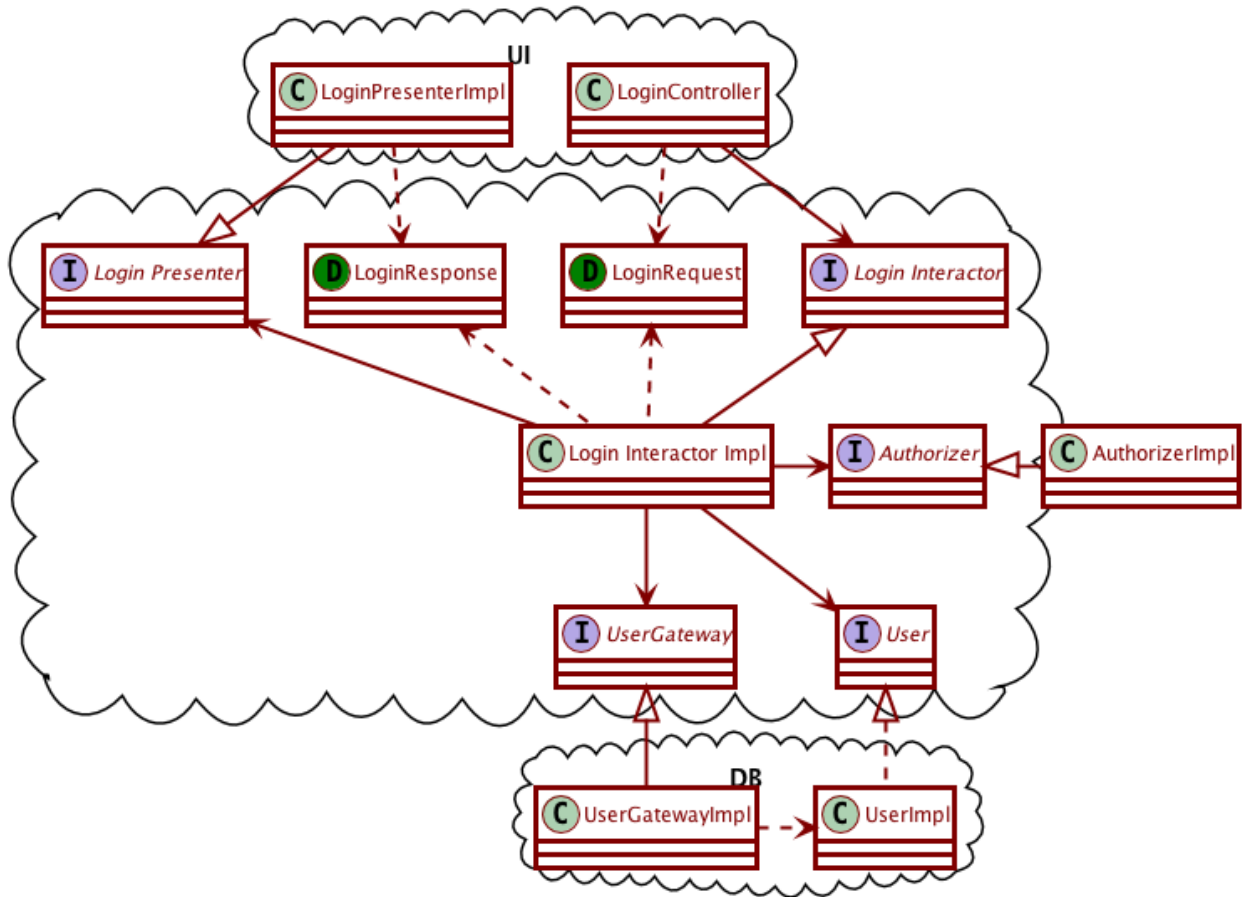 UI
C LoginPresenterImpl
C LoginController
I Login Presenter
D LoginResponse
D LoginRequest
I Login Interactor
C Login Interactor Impl
I Authorizer
C AuthorizerImpl
I UserGateway
I User
DB
C UserGatewayImpl
C UserImpl